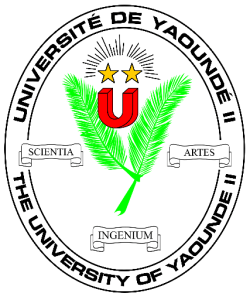 UNIVERSITÉ DE YAOUNDÉ II
U
SCIENTIA
ARTES
INGENIUM
THE UNIVERSITY OF YAOUNDE II